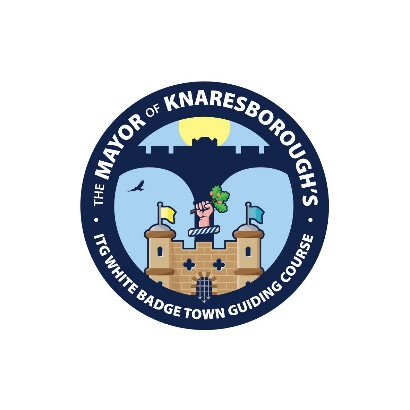 THE MAYOR OF KNARESBOROUGH'S
• ITG WHITE BADGE TOWN GUIDING COURSE •